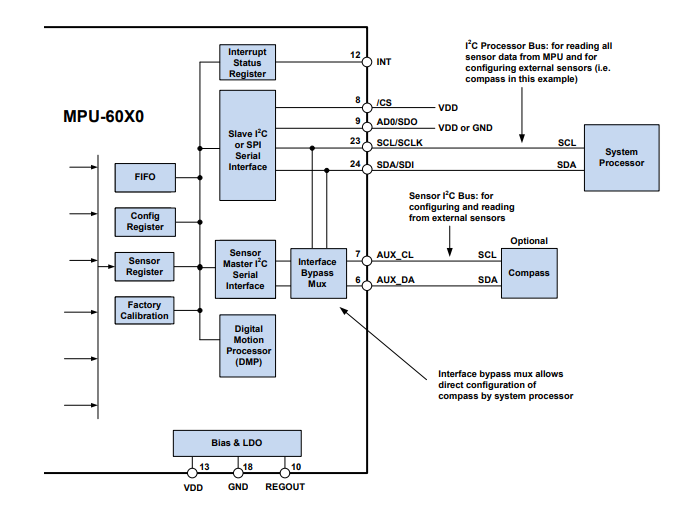 Interrupt
Status
Register
12
INT
I²C Processor Bus: for reading all
sensor data from MPU and for
configuring external sensors (i.e.
compass in this example)
MPU-60X0
Slave I²C
or SPI
Serial
Interface
8
/CS
VDD
9
AD0/SDO
VDD or GND
23
SCL/SCLK
SCL
24
SDA/SDI
SDA
System
Processor
FIFO
Config
Register
Sensor
Register
Factory
Calibration
Sensor I²C Bus: for
configuring and reading
from external sensors
Sensor
Master I²C
Serial
Interface
Interface
Bypass
Mux
7
AUX_CL
SCL
6
AUX_DA
SDA
Optional
Compass
Digital
Motion
Processor
(DMP)
Interface bypass mux allows
direct configuration of
compass by system processor
Bias & LDO
13
18
10
VDD
GND
REGOUT